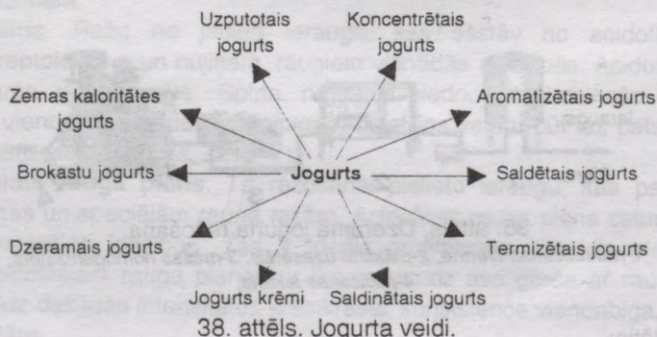 Uzputotais
jogurts
Koncentrētais
jogurts
Zemas kaloritātes
jogurts
Aromatizētais jogurts
Brokastu jogurts
Jogurts
Saldētais jogurts
Dzeramais jogurts
Termizētais jogurts
Jogurts krēmi
Saldinātais jogurts
38. attēls. Jogurta veidi.